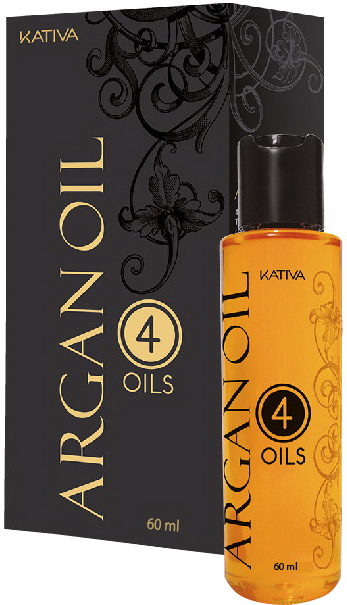 KATIVA
ARGAN OIL
4
OILS
60 ml
KATIVA
ARGAN OIL
4
OILS
60 ml